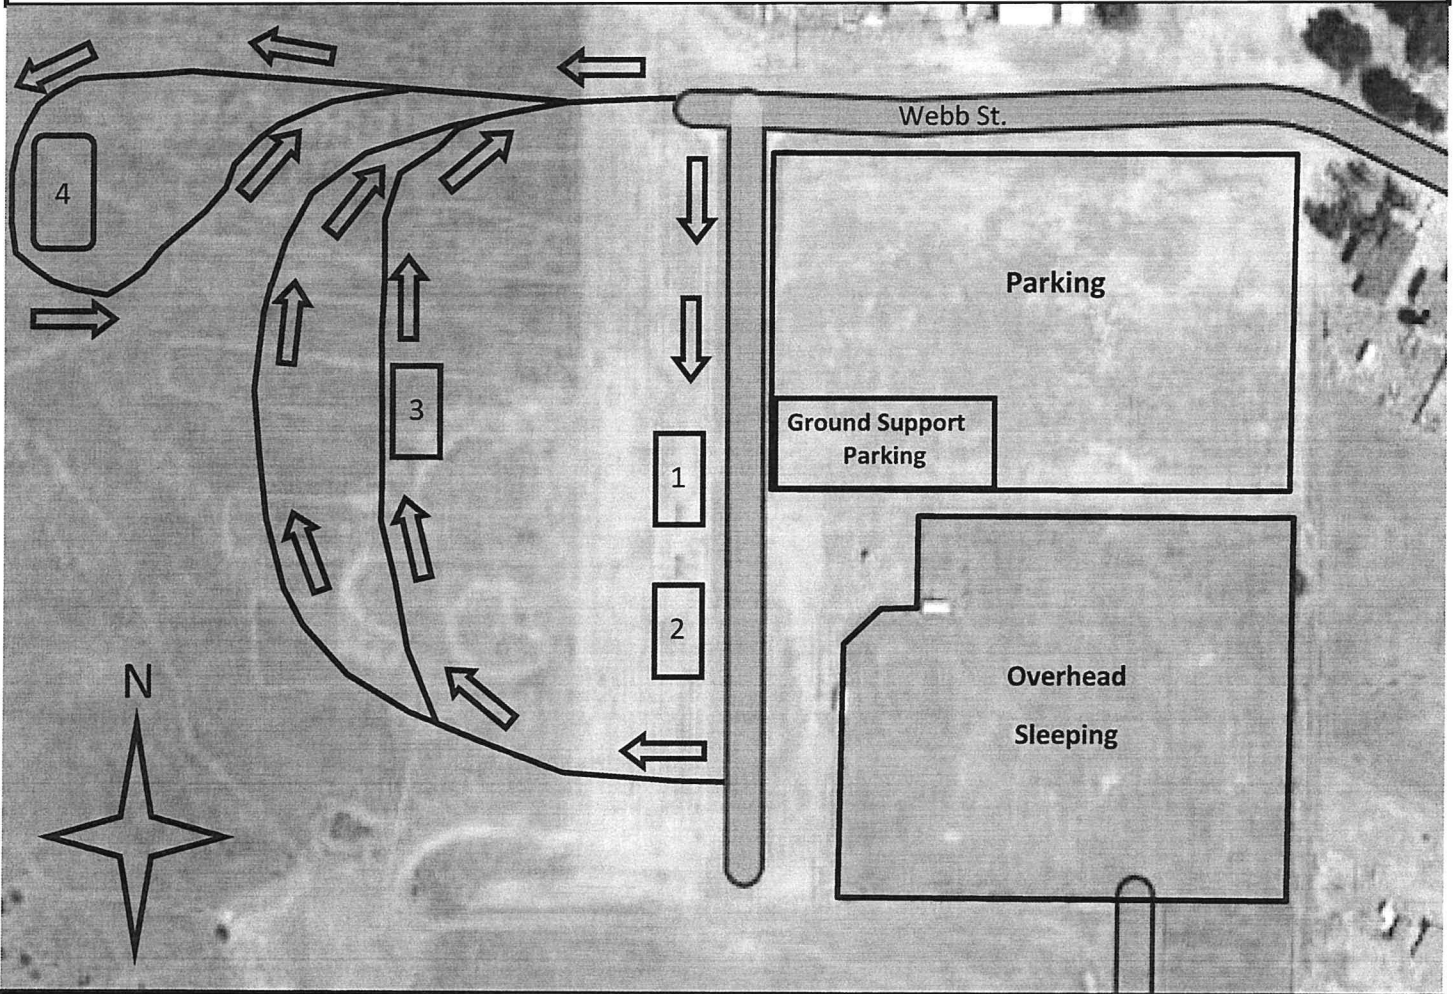 Webb St.
4
Parking
3
Ground Support
Parking
1
2
N
Overhead
Sleeping